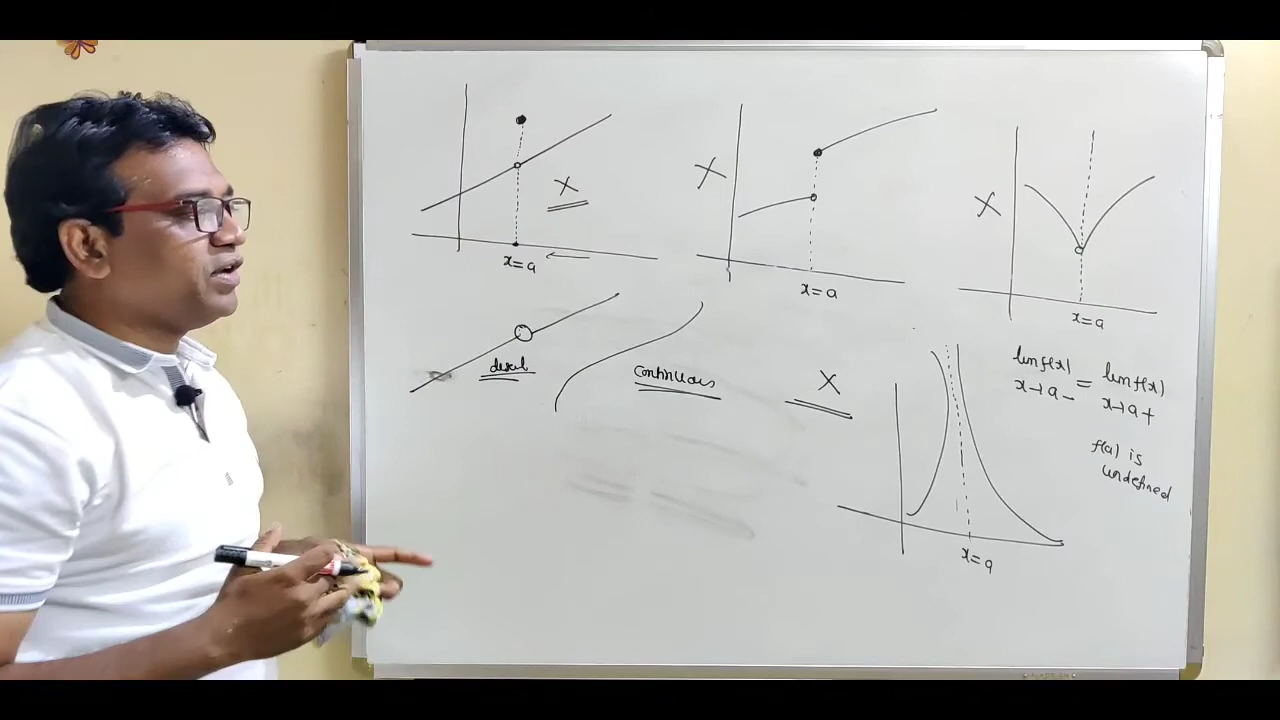 X
x=a
X
x=a
X
x=a
continuous
X
lim f(x) = lim f(x)
x→a- x→a+
f(a) is
undefined
x=a